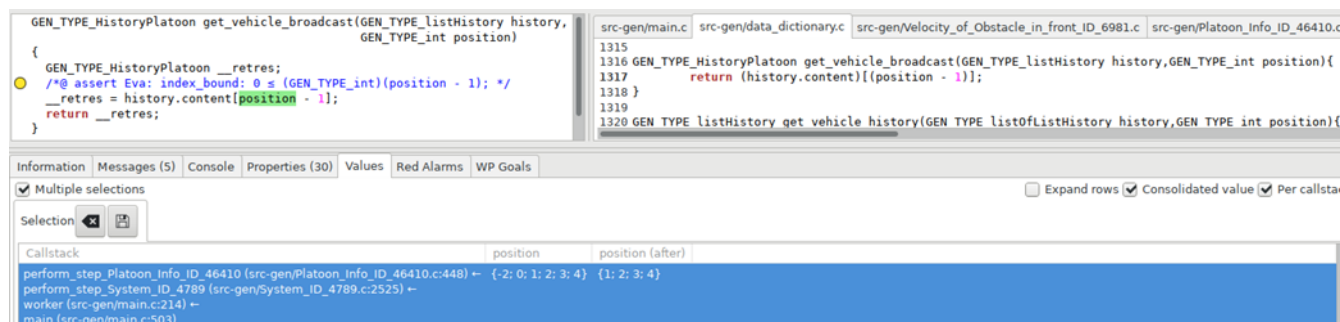 GEN_TYPE_HistoryPlatoon get_vehicle_broadcast(GEN_TYPE_listHistory history,
GEN_TYPE_int position)
{
GEN_TYPE_HistoryPlatoon __retres;
/*@ assert Eva: index_bound: 0 ≤ (GEN_TYPE_int)(position - 1); */
__retres = history.content[position - 1];
return __retres;
}
src-gen/main.c src-gen/data_dictionary.c src-gen/Velocity_of_Obstacle_in_front_ID_6981.c src-gen/Platoon_Info_ID_46410.c
1315
1316 GEN_TYPE_HistoryPlatoon get_vehicle_broadcast(GEN_TYPE_listHistory history,GEN_TYPE_int position){
1317 return (history.content)[(position - 1)];
1318 }
1319
1320 GEN_TYPE_listHistory get_vehicle_history(GEN_TYPE_listOfListHistory history,GEN_TYPE_int position){
Information Messages (5) Console Properties (30) Values Red Alarms WP Goals
Multiple selections Expand rows Consolidated value Per callsta
Selection
Callstack position position (after)
perform_step_Platoon_Info_ID_46410 (src-gen/Platoon_Info_ID_46410.c:448) ← {-2; 0; 1; 2; 3; 4} {1; 2; 3; 4}
perform_step_System_ID_4789 (src-gen/System_ID_4789.c:2525) ←
worker (src-gen/main.c:214) ←
main (src-gen/main.c:503)